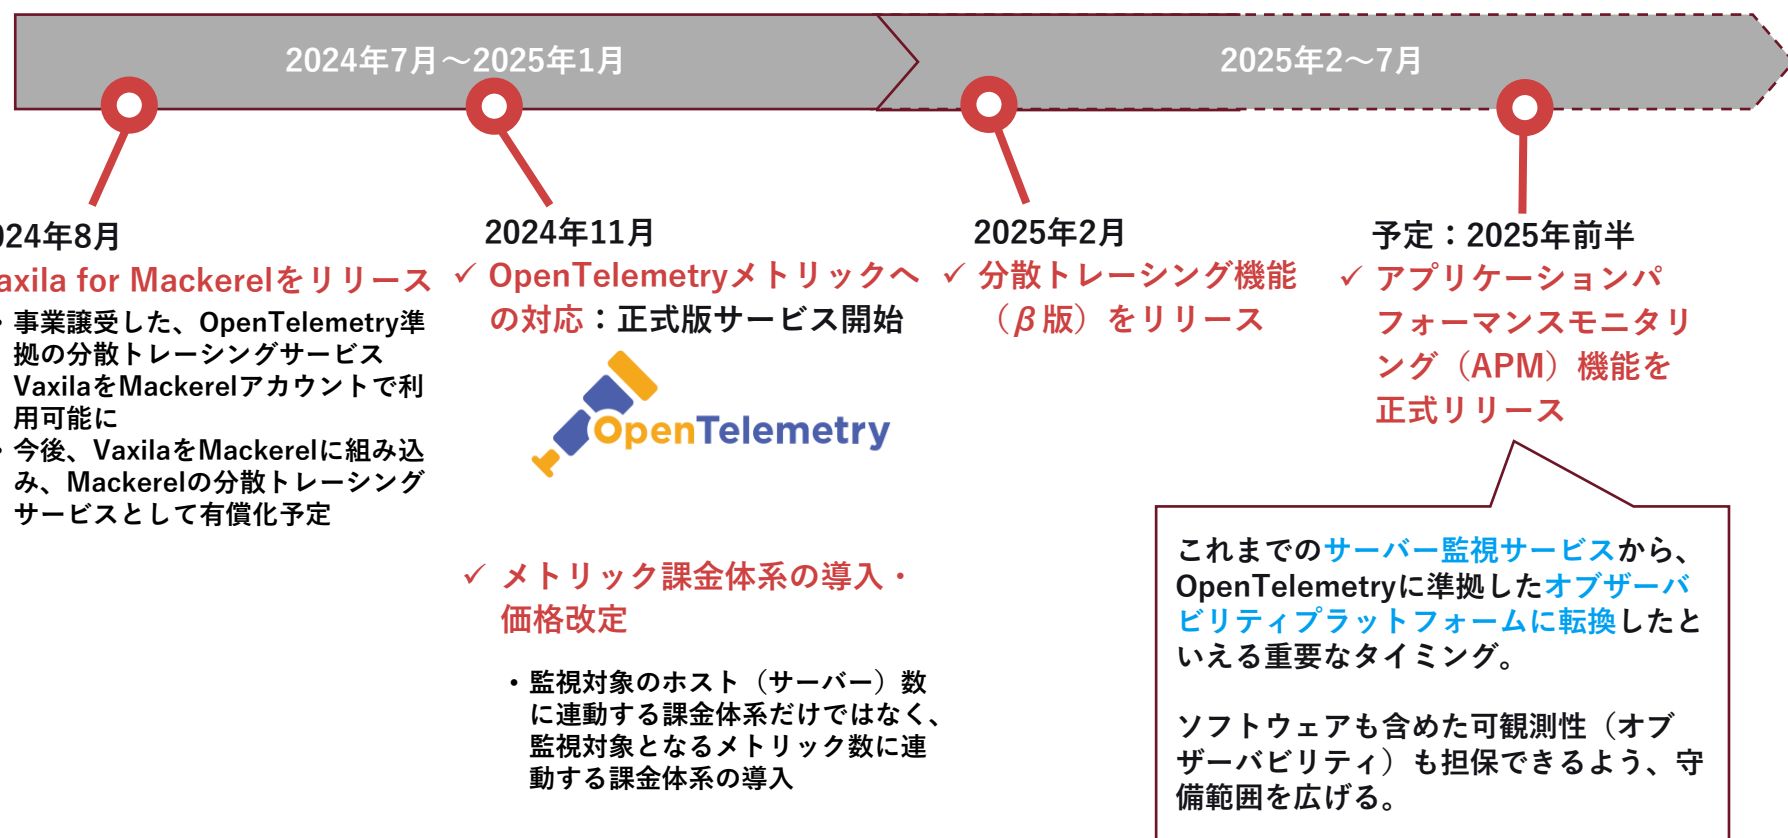 2024年7月～2025年1月
2025年2～7月
024年8月
axila for Mackerelをリリース
・事業譲受した、OpenTelemetry準
拠の分散トレーシングサービス
VaxilaをMackerelアカウントで利
用可能に
・今後、VaxilaをMackerelに組み込
み、Mackerelの分散トレーシング
サービスとして有償化予定
2024年11月
✓ OpenTelemetryメトリックへ
の対応：正式版サービス開始
OpenTelemetry
✓ メトリック課金体系の導入・
価格改定
・監視対象のホスト（サーバー）数
に連動する課金体系だけではなく、
監視対象となるメトリック数に連
動する課金体系の導入
2025年2月
✓ 分散トレーシング機能
（β版）をリリース
予定：2025年前半
✓ アプリケーションパ
フォーマンスモニタリ
ング（APM）機能を
正式リリース
これまでのサーバー監視サービスから、
OpenTelemetryに準拠したオブザーバ
ビリティプラットフォームに転換したと
いえる重要なタイミング。
ソフトウェアも含めた可観測性（オブ
ザーバビリティ）も担保できるよう、守
備範囲を広げる。